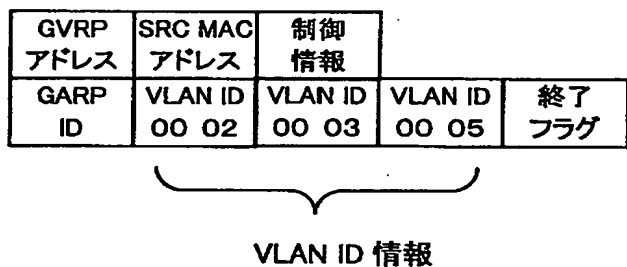 GVRP SRC MAC 制御
アドレス アドレス 情報
GARP VLAN ID VLAN ID VLAN ID 終了
ID 00 02 00 03 00 05 フラグ
VLAN ID 情報